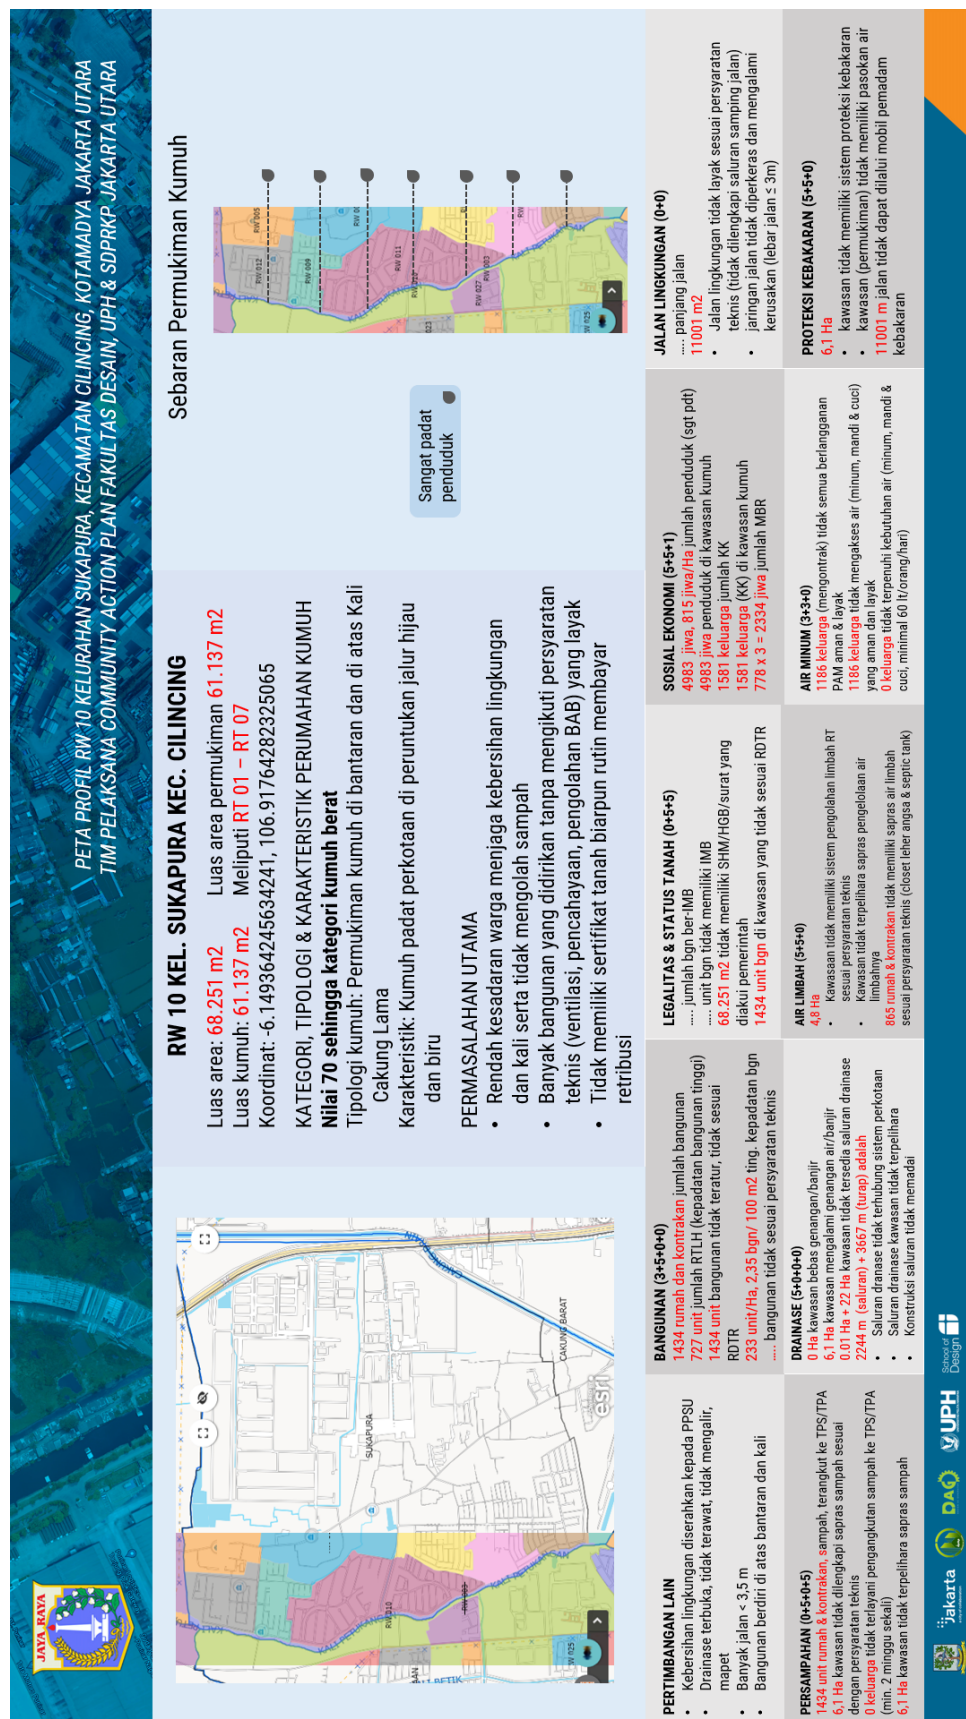 PETA PROFIL RW 10 KELURAHAN SUKAPURA, KECAMATAN CILINCING, KOTAMADYA JAKARTA UTARA
TIM PELAKSANA COMMUNITY ACTION PLAN FAKULTAS DESAIN, UPH & SDPRKP JAKARTA UTARA
JAYA RAYA
SUKAPURA
CAKUNG BARAT
RW 010
RW 003
RW 025
esri
RW 10 KEL. SUKAPURA KEC. CILINCING
Luas area: 68.251 m2 Luas area permukiman 61.137 m2
Luas kumuh: 61.137 m2 Meliputi RT 01 – RT 07
Koordinat: -6.149364245634241, 106.91764282325065
KATEGORI, TIPOLOGI & KARAKTERISTIK PERUMAHAN KUMUH
Nilai 70 sehingga kategori kumuh berat
Tipologi kumuh: Permukiman kumuh di bantaran dan di atas Kali
Cakung Lama
Karakteristik: Kumuh padat perkotaan di peruntukan jalur hijau
dan biru
PERMASALAHAN UTAMA
• Rendah kesadaran warga menjaga kebersihan lingkungan
dan kali serta tidak mengolah sampah
• Banyak bangunan yang didirikan tanpa mengikuti persyaratan
teknis (ventilasi, pencahayaan, pengolahan BAB) yang layak
• Tidak memiliki sertifikat tanah biarpun rutin membayar
retribusi
Sebaran Permukiman Kumuh
RW 005
RW 012
RW 009
RW 011
RW 003
RW 027
023
Sangat padat
penduduk
PERTIMBANGAN LAIN
• Kebersihan lingkungan diserahkan kepada PPSU
• Drainase terbuka, tidak terawat, tidak mengalir,
mapet
• Banyak jalan < 3,5 m
• Bangunan berdiri di atas bantaran dan kali
BANGUNAN (3+5+0+0)
1434 rumah dan kontrakan jumlah bangunan
727 unit jumlah RTLH (kepadatan bangunan tinggi)
1434 unit bangunan tidak teratur, tidak sesuai
RDTR
233 unit/Ha, 2,35 bgn/ 100 m2 ting. kepadatan bgn
..... bangunan tidak sesuai persyaratan teknis
LEGALITAS & STATUS TANAH (0+5+5)
..... jumlah bgn ber-IMB
..... unit bgn tidak memiliki IMB
68.251 m2 tidak memiliki SHM/HGB/surat yang
diakui pemerintah
1434 unit bgn di kawasan yang tidak sesuai RDTR
SOSIAL EKONOMI (5+5+1)
4983 jiwa, 815 jiwa/Ha jumlah penduduk (sgt pdt)
4983 jiwa penduduk di kawasan kumuh
1581 keluarga jumlah KK
1581 keluarga (KK) di kawasan kumuh
778 x 3 = 2334 jiwa jumlah MBR
JALAN LINGKUNGAN (0+0)
..... panjang jalan
11001 m2
• Jalan lingkungan tidak layak sesuai persyaratan
teknis (tidak dilengkapi saluran samping jalan)
• jaringan jalan tidak diperkeras dan mengalami
kerusakan (lebar jalan ≤ 3m)
PERSAMPAHAN (0+5+0+5)
1434 unit rumah & kontrakan, sampah, terangkut ke TPS/TPA
6,1 Ha kawasan tidak dilengkapi sapras sampah sesuai
dengan persyaratan teknis
0 keluarga tidak terlayani pengangkutan sampah ke TPS/TPA
(min. 2 minggu sekali)
6,1 Ha kawasan tidak terpelihara sapras sampah
DRAINASE (5+0+0+0)
0 Ha kawasan bebas genangan/banjir
6,1 Ha kawasan mengalami genangan air/banjir
0.01 Ha + 22 Ha kawasan tidak tersedia saluran drainase
2244 m (saluran) + 3667 m (turap) adalah
• Saluran dranase tidak terhubung sistem perkotaan
• Saluran drainase kawasan tidak terpelihara
• Konstruksi saluran tidak memadai
AIR LIMBAH (5+5+0)
4,8 Ha
• Kawasaan tidak memiliki sistem pengolahan limbah RT
sesuai persyaratan teknis
• Kawasan tidak terpelihara sapras pengelolaan air
limbahnya
865 rumah & kontrakan tidak memiliki sapras air limbah
sesuai persyaratan teknis (closet leher angsa & septic tank)
AIR MINUM (3+3+0)
1186 keluarga (mengontrak) tidak semua berlangganan
PAM aman & layak
1186 keluarga tidak mengakses air (minum, mandi & cuci)
yang aman dan layak
0 keluarga tidak terpenuhi kebutuhan air (minum, mandi &
cuci, minimal 60 lt/orang/hari)
PROTEKSI KEBAKARAN (5+5+0)
6,1 Ha
• kawasan tidak memiliki sistem proteksi kebakaran
• kawasan (permukiman) tidak memiliki pasokan air
11001 m jalan tidak dapat dilalui mobil pemadam
kebakaran
Jakarta
DAG
UPH
School of
Design